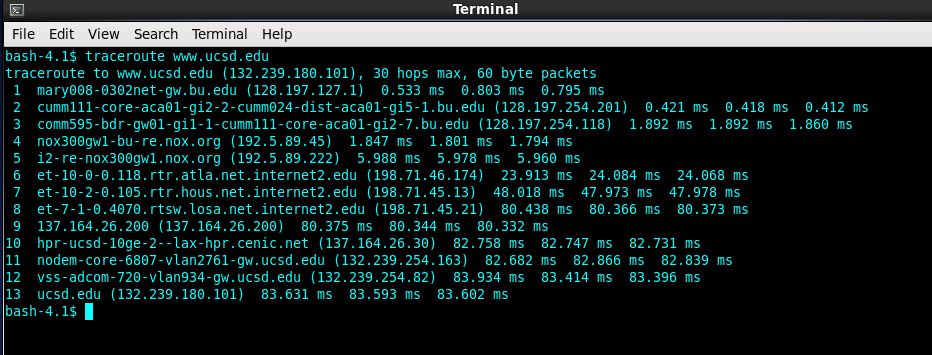 Terminal
File Edit View Search Terminal Help
bash-4.1$ traceroute www.ucsd.edu
traceroute to www.ucsd.edu (132.239.180.101), 30 hops max, 60 byte packets
 1  mary008-0302net-gw.bu.edu (128.197.127.1)  0.533 ms  0.803 ms  0.795 ms
 2  cumm111-core-aca01-gi2-2-cumm024-dist-aca01-gi5-1.bu.edu (128.197.254.201)  0.421 ms  0.418 ms  0.412 ms
 3  comm595-bdr-gw01-gi1-1-cumm111-core-aca01-gi2-7.bu.edu (128.197.254.118)  1.892 ms  1.892 ms  1.860 ms
 4  nox300gw1-bu-re.nox.org (192.5.89.45)  1.847 ms  1.801 ms  1.794 ms
 5  i2-re-nox300gw1.nox.org (192.5.89.222)  5.988 ms  5.978 ms  5.960 ms
 6  et-10-0-0.118.rtr.atla.net.internet2.edu (198.71.46.174)  23.913 ms  24.084 ms  24.068 ms
 7  et-10-2-0.105.rtr.hous.net.internet2.edu (198.71.45.13)  48.018 ms  47.973 ms  47.978 ms
 8  et-7-1-0.4070.rtsw.losa.net.internet2.edu (198.71.45.21)  80.438 ms  80.366 ms  80.373 ms
 9  137.164.26.200 (137.164.26.200)  80.375 ms  80.344 ms  80.332 ms
10  hpr-ucsd-10ge-2--lax-hpr.cenic.net (137.164.26.30)  82.758 ms  82.747 ms  82.731 ms
11  nodem-core-6807-vlan2761-gw.ucsd.edu (132.239.254.163)  82.682 ms  82.866 ms  82.839 ms
12  vss-adcom-720-vlan934-gw.ucsd.edu (132.239.254.82)  83.934 ms  83.414 ms  83.396 ms
13  ucsd.edu (132.239.180.101)  83.631 ms  83.593 ms  83.602 ms
bash-4.1$